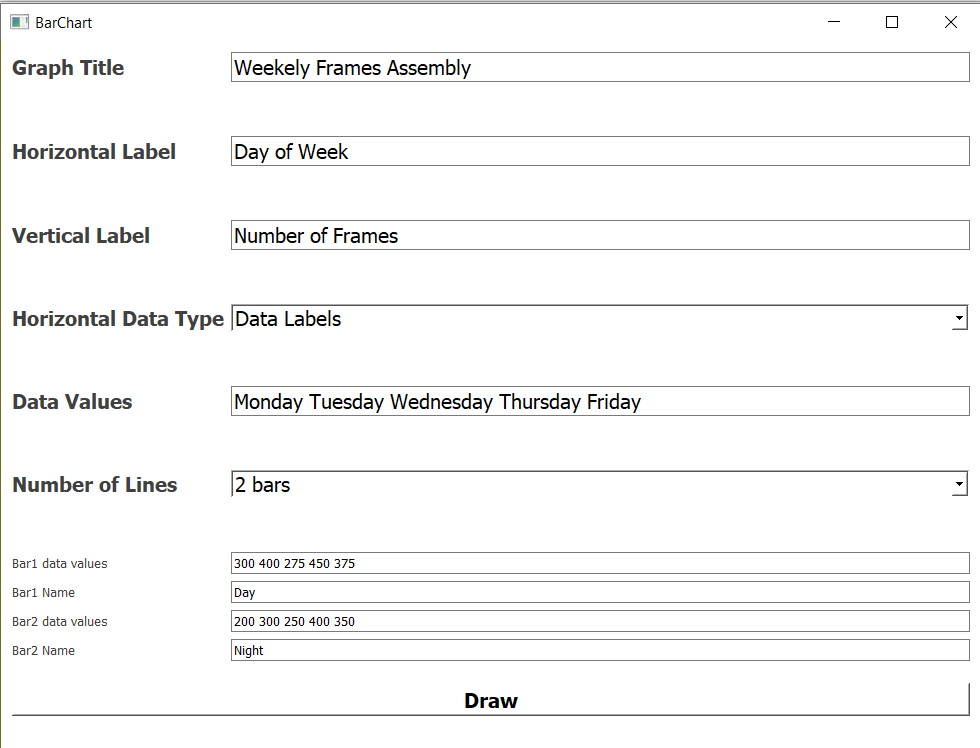 BarChart
Graph Title Weekely Frames Assembly
Horizontal Label Day of Week
Vertical Label Number of Frames
Horizontal Data Type Data Labels
Data Values Monday Tuesday Wednesday Thursday Friday
Number of Lines 2 bars
Bar1 data values 300 400 275 450 375
Bar1 Name Day
Bar2 data values 200 300 250 400 350
Bar2 Name Night
Draw